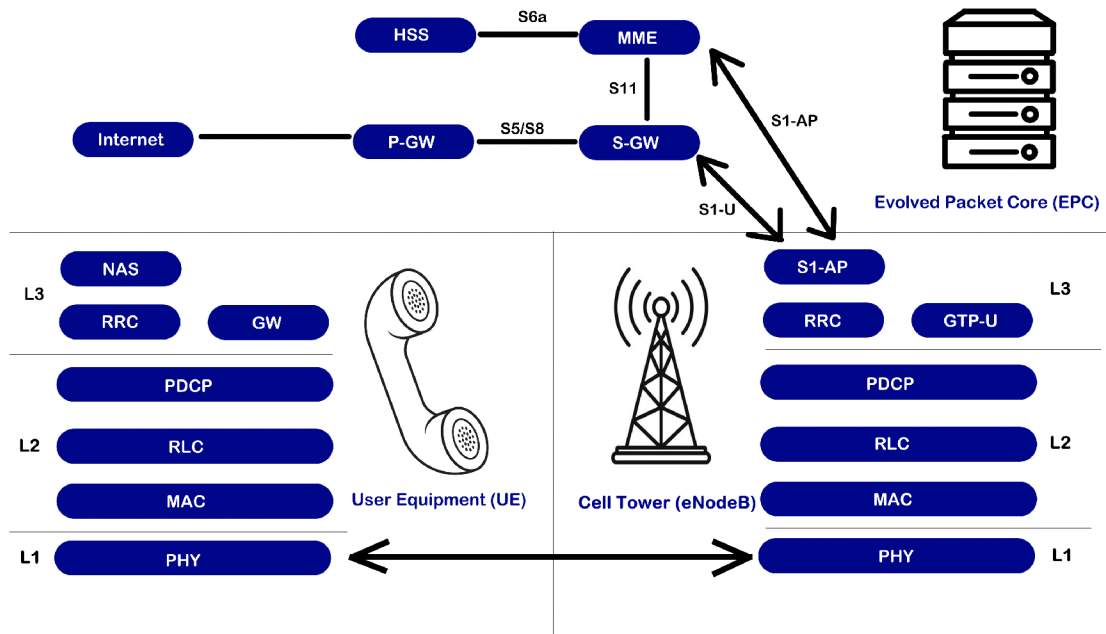 S6a
HSS
MME
S11
S1-AP
Internet
P-GW
S5/S8
S-GW
S1-U
Evolved Packet Core (EPC)
NAS
L3
RRC
GW
PDCP
L2
RLC
MAC
User Equipment (UE)
L1
PHY
S1-AP
L3
RRC
GTP-U
PDCP
RLC
L2
Cell Tower (eNodeB)
MAC
PHY
L1